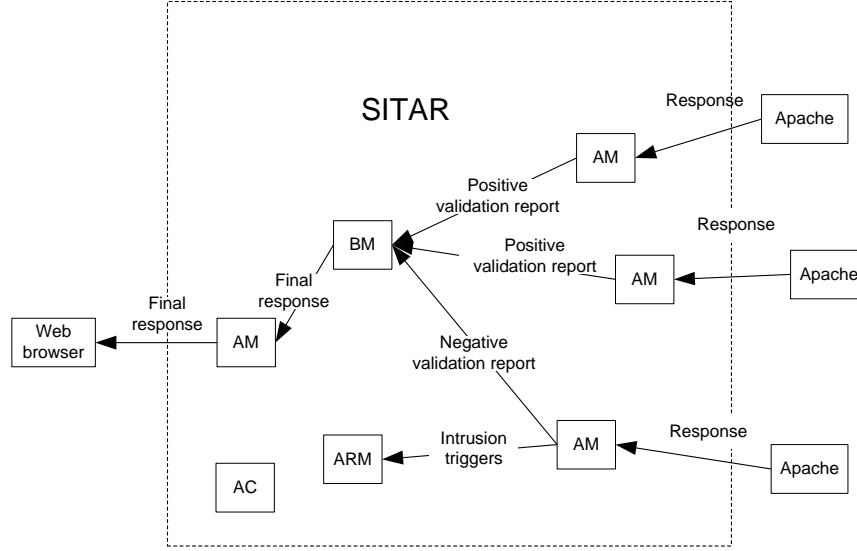 SITAR
Response
Apache
AM
Positive
validation report
Response
BM
Positive
validation report
AM
Apache
Final
response
Final
response
Web
browser
AM
Negative
validation report
Response
AM
Intrusion
triggers
ARM
Apache
AC